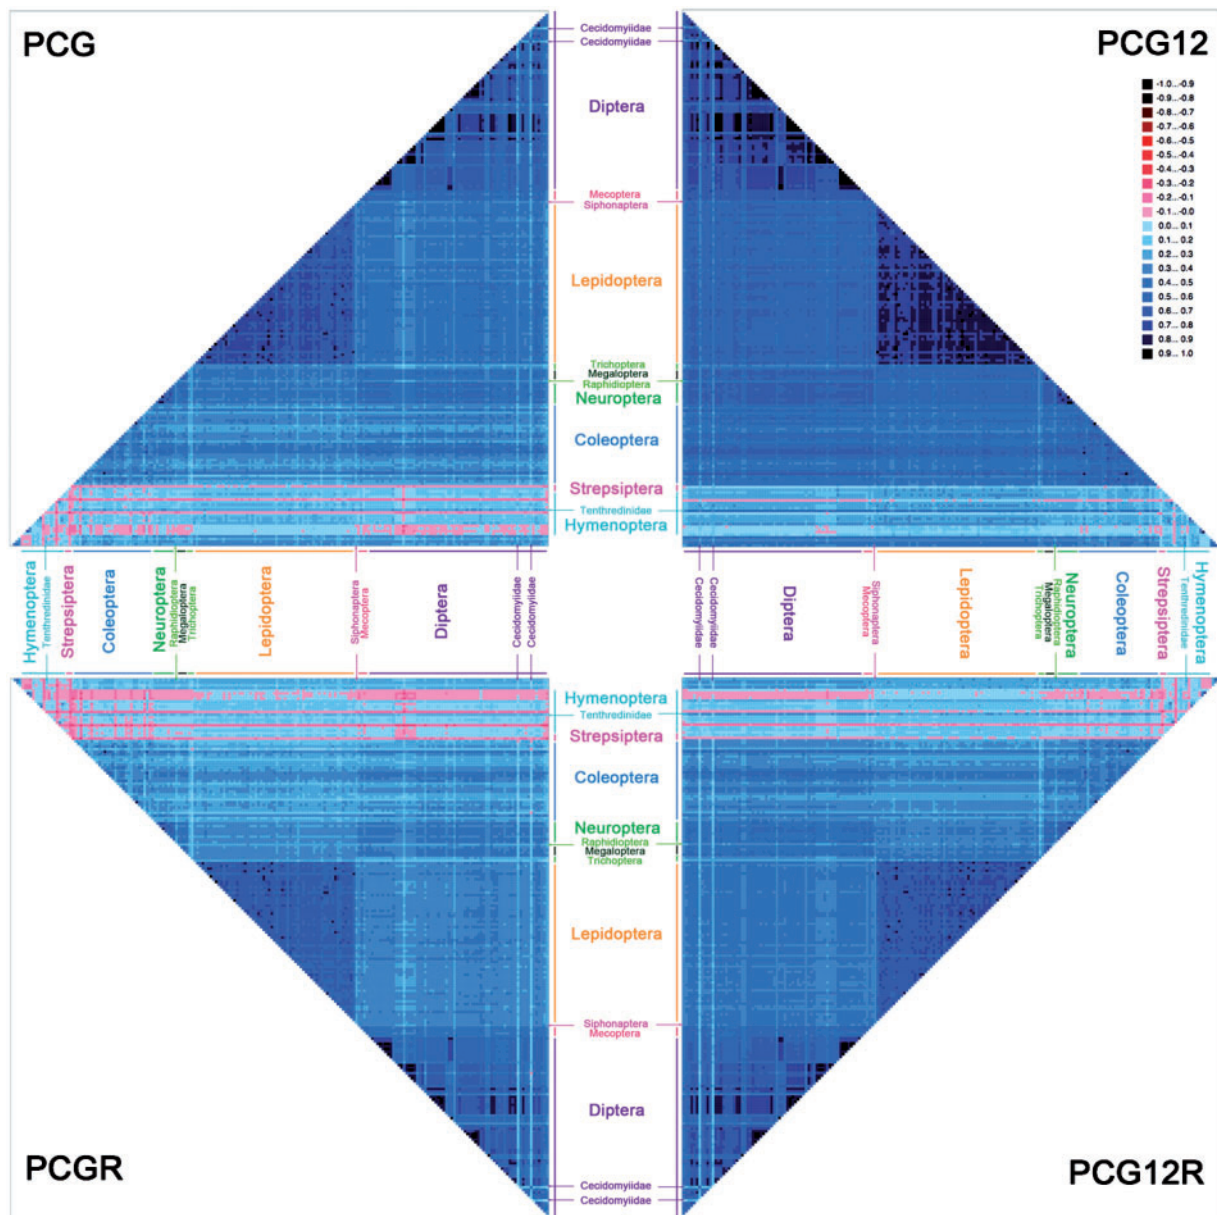 PCG
PCG12
-1.0...-0.9
-0.9...-0.8
-0.8...-0.7
-0.7...-0.6
-0.6...-0.5
-0.5...-0.4
-0.4...-0.3
-0.3...-0.2
-0.2...-0.1
-0.1...-0.0
0.0... 0.1
0.1... 0.2
0.2... 0.3
0.3... 0.4
0.4... 0.5
0.5... 0.6
0.6... 0.7
0.7... 0.8
0.8... 0.9
0.9... 1.0
Cecidomyiidae
Cecidomyiidae
Diptera
Mecoptera
Siphonaptera
Lepidoptera
Trichoptera
Megaloptera
Raphidioptera
Neuroptera
Coleoptera
Strepsiptera
Tenthredinidae
Hymenoptera
Hymenoptera
Tenthredinidae
Strepsiptera
Coleoptera
Neuroptera
Raphidioptera
Megaloptera
Trichoptera
Lepidoptera
Siphonaptera
Mecoptera
Diptera
Cecidomyiidae
Cecidomyiidae
Cecidomyiidae
Cecidomyiidae
Diptera
Siphonaptera
Mecoptera
Lepidoptera
Trichoptera
Megaloptera
Raphidioptera
Neuroptera
Coleoptera
Strepsiptera
Tenthredinidae
Hymenoptera
Hymenoptera
Tenthredinidae
Strepsiptera
Coleoptera
Neuroptera
Raphidioptera
Megaloptera
Trichoptera
Lepidoptera
Siphonaptera
Mecoptera
Diptera
Cecidomyiidae
Cecidomyiidae
PCGR
PCG12R